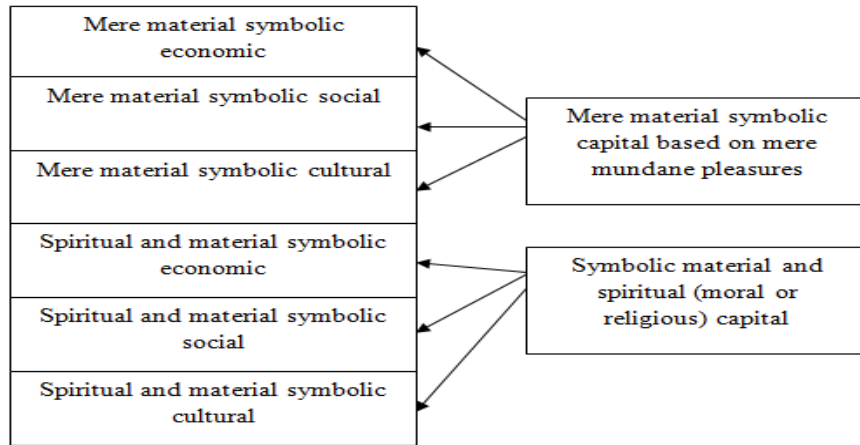 Mere material symbolic
economic
Mere material symbolic social
Mere material symbolic cultural
Spiritual and material symbolic
economic
Spiritual and material symbolic
social
Spiritual and material symbolic
cultural
Mere material symbolic
capital based on mere
mundane pleasures
Symbolic material and
spiritual (moral or
religious) capital